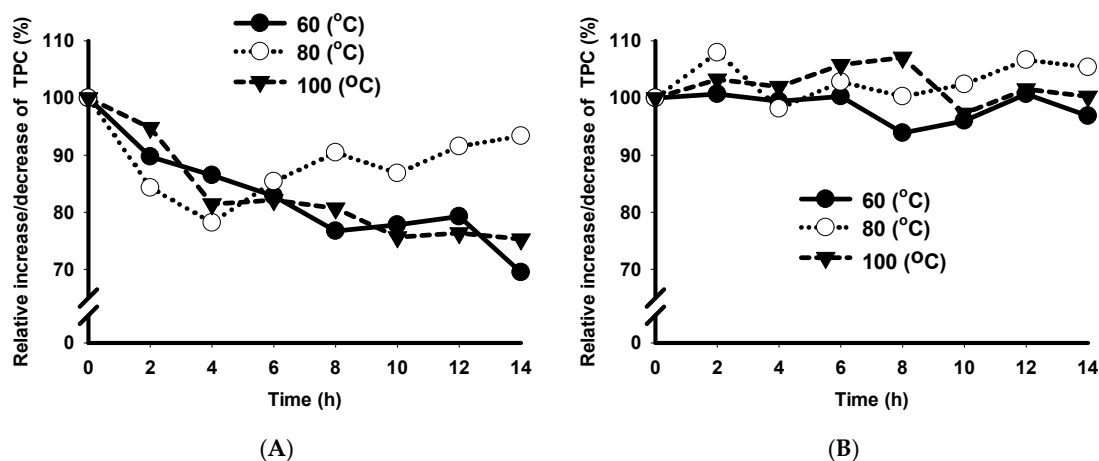 60 (°C)
80 (°C)
100 (°C)
Relative increase/decrease of TPC (%)
110
100
90
80
70
0
0 2 4 6 8 10 12 14
Time (h)
(A)
Relative increase/decrease of TPC (%)
110
100
90
80
70
0
60 (°C)
80 (°C)
100 (°C)
0 2 4 6 8 10 12 14
Time (h)
(B)